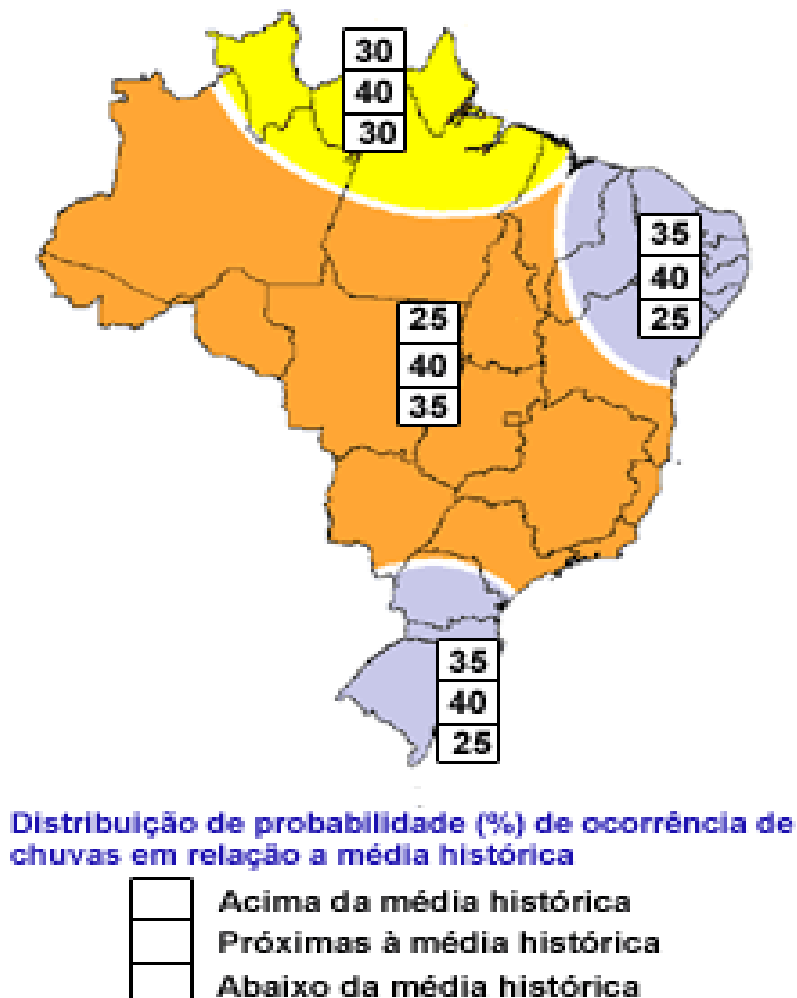 30
40
30
35
40
25
25
40
35
35
40
25
Distribuição de probabilidade (%) de ocorrência de
chuvas em relação a média histórica
Acima da média histórica
Próximas à média histórica
Abaixo da média histórica